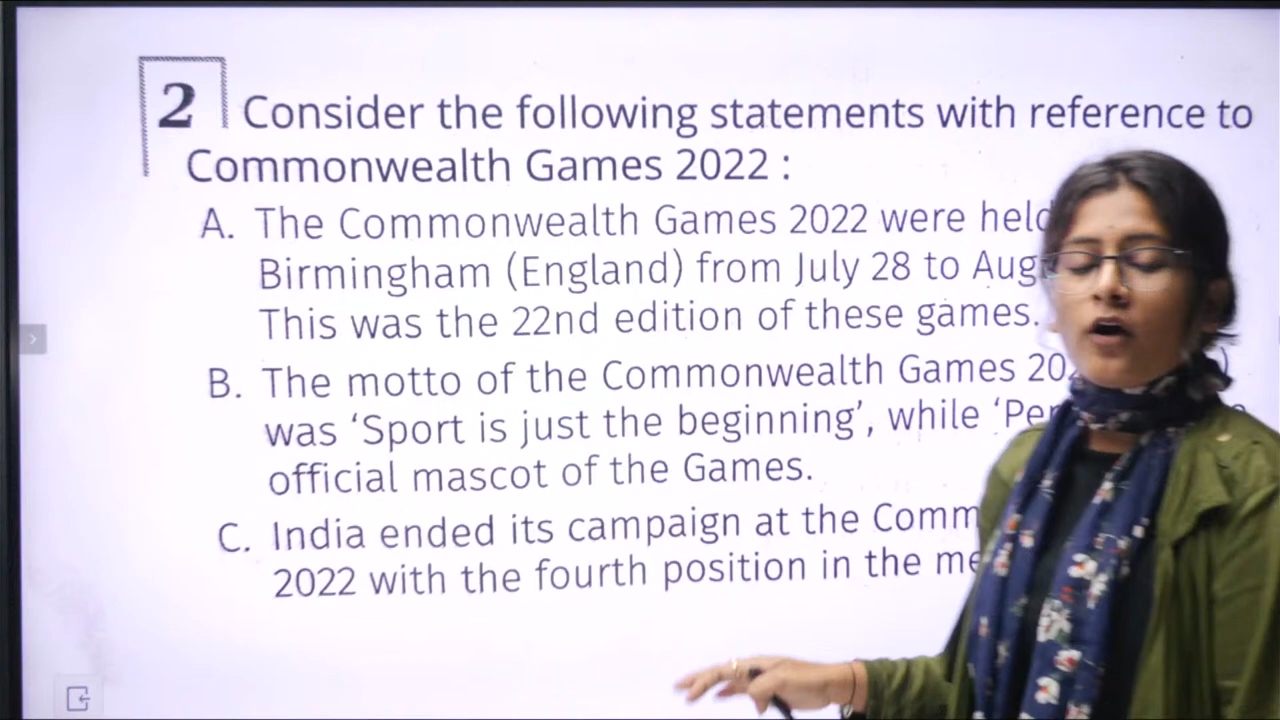 2 Consider the following statements with reference to
Commonwealth Games 2022 :
A. The Commonwealth Games 2022 were held
Birmingham (England) from July 28 to
This was the 22nd edition of these games.
B. The motto of the Commonwealth Games
was ‘Sport is just the beginning’, while
official mascot of the Games.
C. India ended its campaign at the
2022 with the fourth position in the